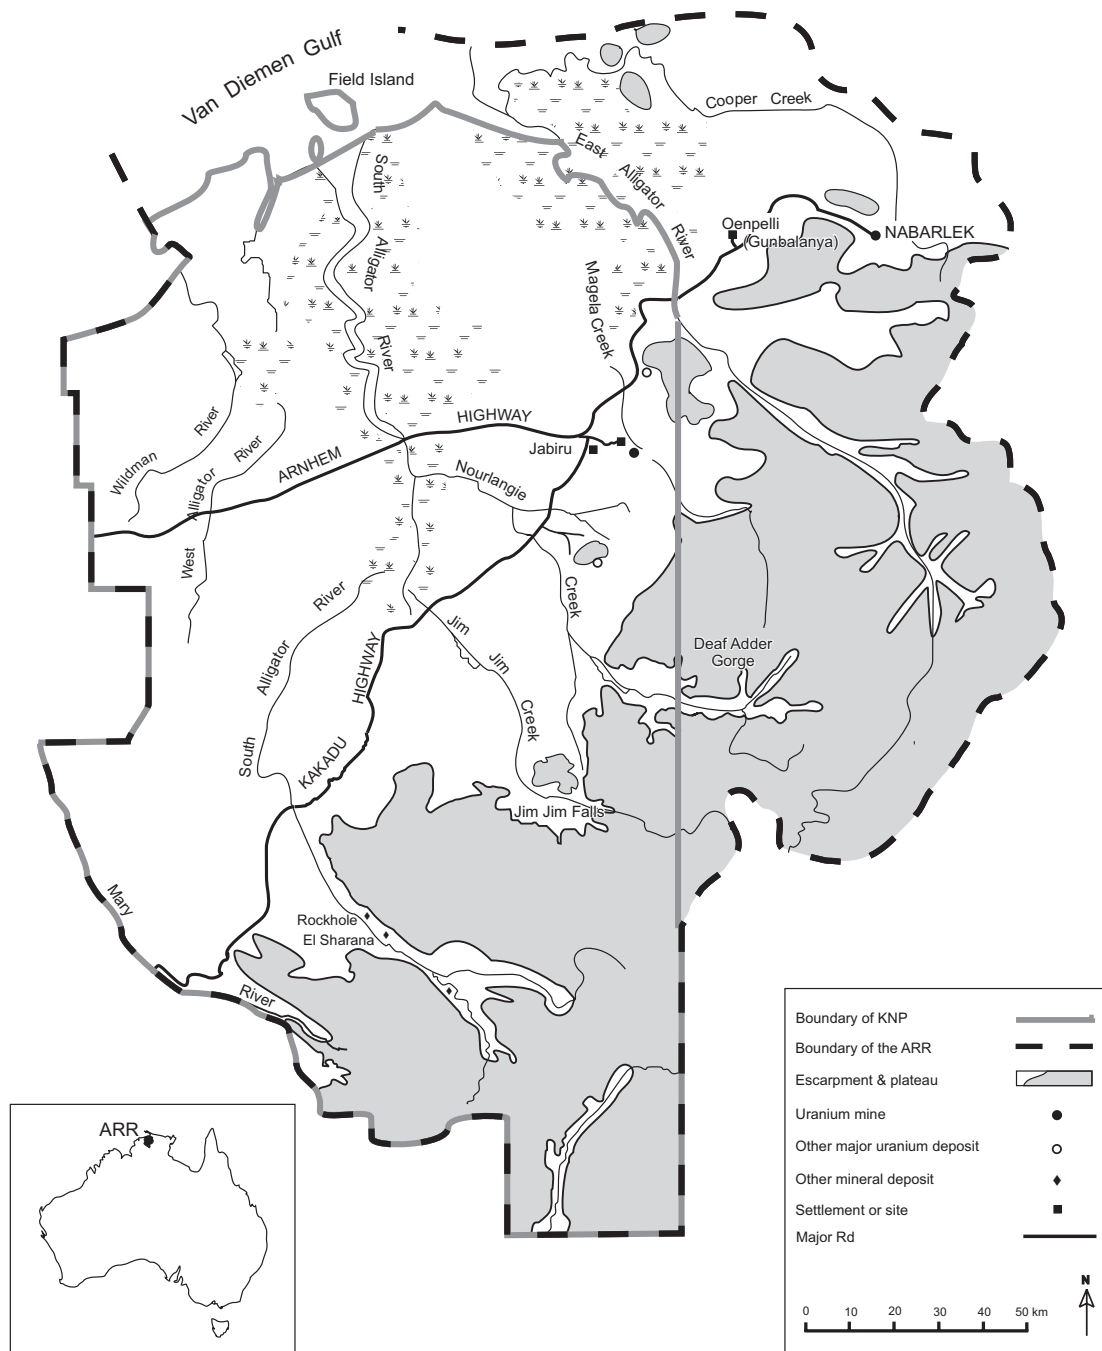 Van Diemen Gulf
Field Island
Cooper Creek
East
Alligator
River
South
Alligator
River
Oenpelli
(Gunbalanya)
NABARLEK
Magela Creek
HIGHWAY
ARNHEM
Jabiru
Nourlangie
Creek
Wildman
River
West
Alligator
River
South
Alligator
River
Jim
Jim
Creek
Deaf Adder
Gorge
HIGHWAY
KAKADU
Jim Jim Falls
Mary
River
Rockhole
El Sharana
Boundary of KNP
Boundary of the ARR
Escarpment & plateau
Uranium mine
Other major uranium deposit
Other mineral deposit
Settlement or site
Major Rd
N
0 10 20 30 40 50 km
ARR